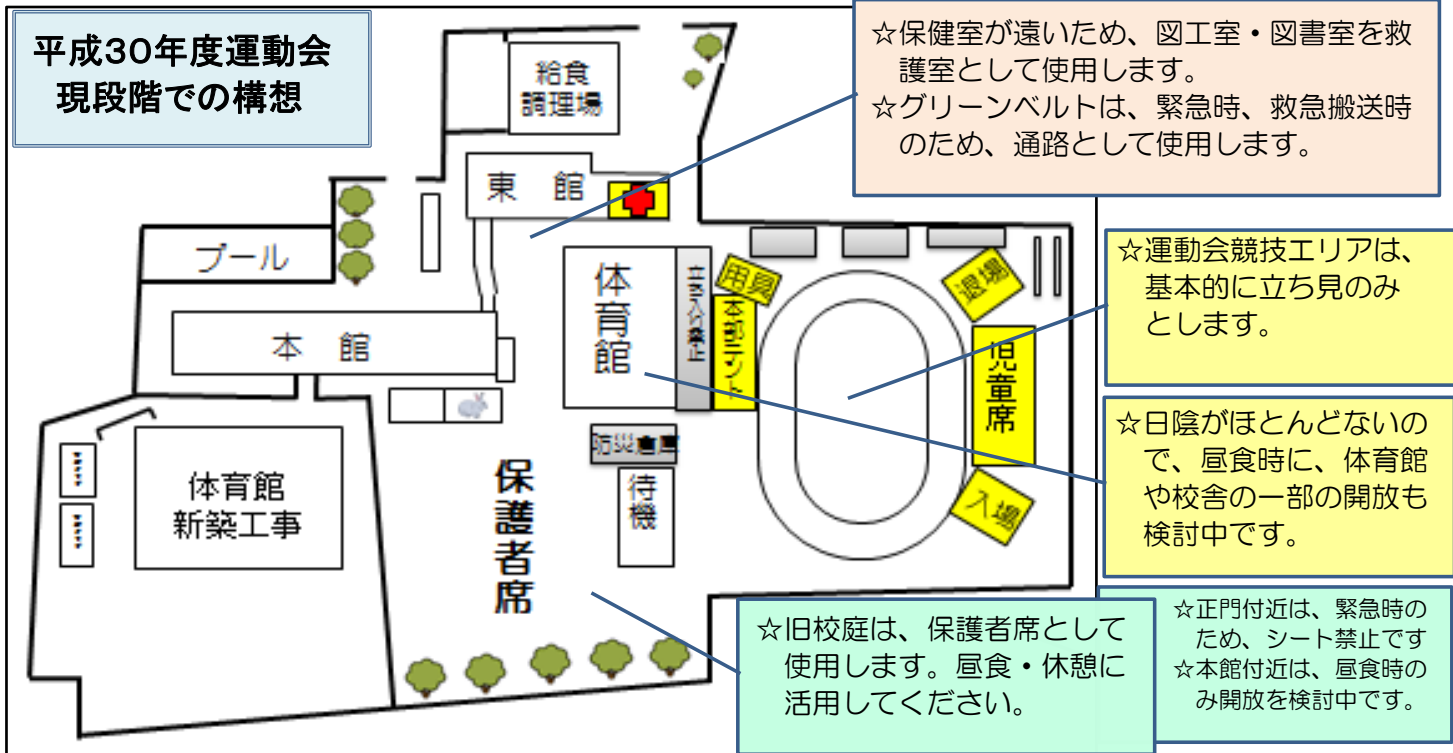 平成30年度運動会
現段階での構想
☆保健室が遠いため、図工室・図書室を救
護室として使用します。
☆グリーンベルトは、緊急時、救急搬送時
のため、通路として使用します。
給食
調理場
東 館
プール
体育館
立ち入り禁止
用具
本部テント
退場
児童席
入場
本 館
防災倉庫
待機
保護者席
体育館
新築工事
☆運動会競技エリアは、
基本的に立ち見のみ
とします。
☆日陰がほとんどないの
で、昼食時に、体育館
や校舎の一部の開放も
検討中です。
☆旧校庭は、保護者席として
使用します。昼食・休憩に
活用してください。
☆正門付近は、緊急時の
ため、シート禁止です
☆本館付近は、昼食時の
み開放を検討中です。